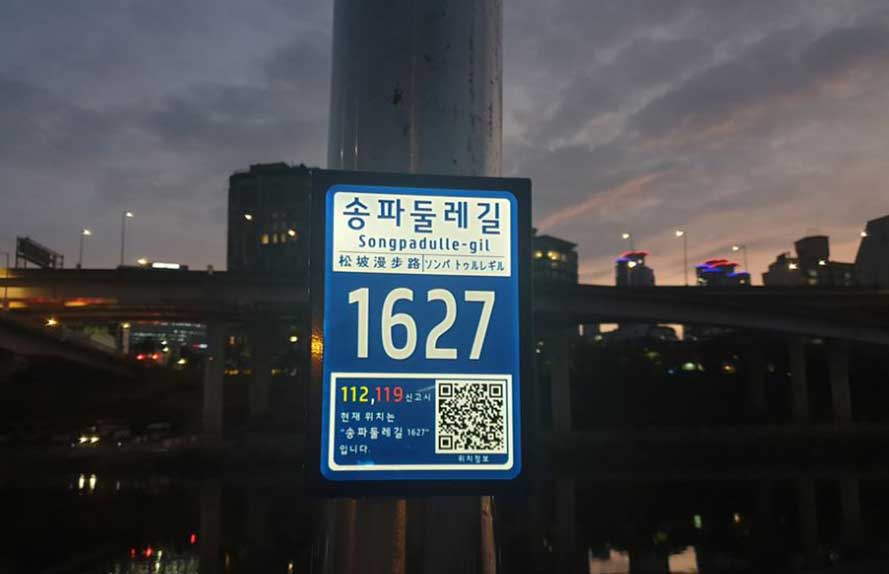 송파둘레길
Songpadulle-gil
松坡漫步路 ソンパ トゥルレギル
1627
112,119 신고시
현재 위치는
"송파둘레길 1627"
입니다.
위치정보